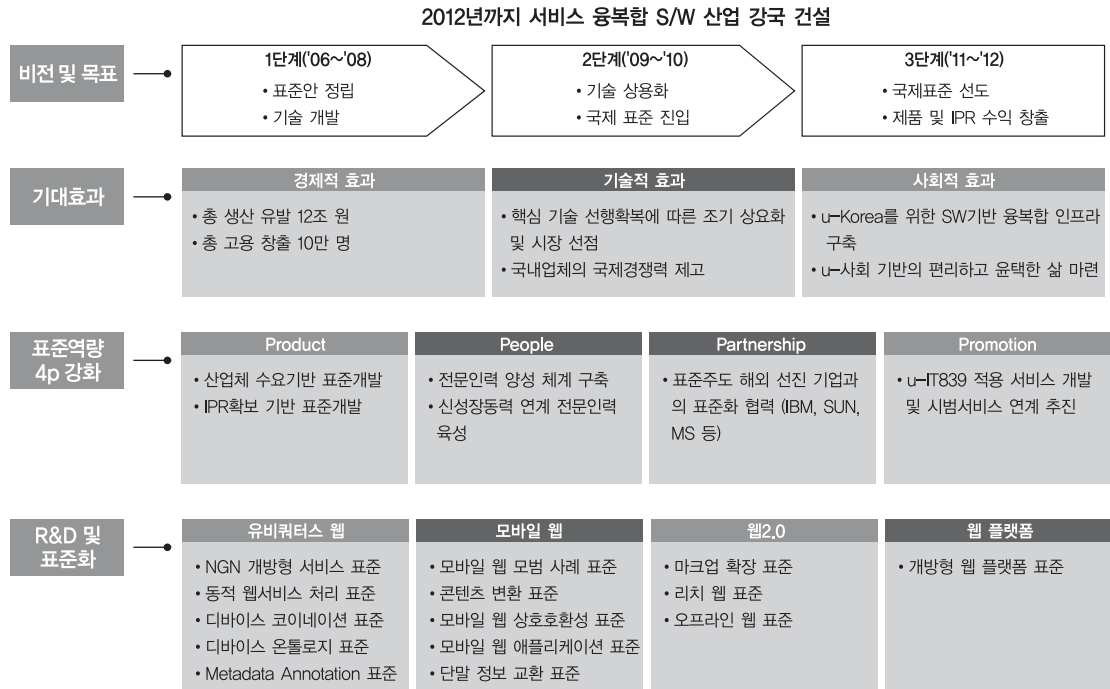 2012년까지 서비스 융복합 S/W 산업 강국 건설
비전 및 목표
1단계('06~'08)
• 표준안 정립
• 기술 개발
2단계('09~'10)
• 기술 상용화
• 국제 표준 진입
3단계('11~'12)
• 국제표준 선도
• 제품 및 IPR 수익 창출
기대효과
경제적 효과
• 총 생산 유발 12조 원
• 총 고용 창출 10만 명
기술적 효과
• 핵심 기술 선행확복에 따른 조기 상요화
및 시장 선점
• 국내업체의 국제경쟁력 제고
사회적 효과
• u-Korea를 위한 SW기반 융복합 인프라
구축
• u-사회 기반의 편리하고 윤택한 삶 마련
표준역량
4p 강화
Product
• 산업체 수요기반 표준개발
• IPR확보 기반 표준개발
People
• 전문인력 양성 체계 구축
• 신성장동력 연계 전문인력
육성
Partnership
• 표준주도 해외 선진 기업과
의 표준화 협력 (IBM, SUN,
MS 등)
Promotion
• u-IT839 적용 서비스 개발
및 시범서비스 연계 추진
R&D 및
표준화
유비쿼터스 웹
• NGN 개방형 서비스 표준
• 동적 웹서비스 처리 표준
• 디바이스 코이네이션 표준
• 디바이스 온톨로지 표준
• Metadata Annotation 표준
모바일 웹
• 모바일 웹 모범 사례 표준
• 콘텐츠 변환 표준
• 모바일 웹 상호호환성 표준
• 모바일 웹 애플리케이션 표준
• 단말 정보 교환 표준
웹2.0
• 마크업 확장 표준
• 리치 웹 표준
• 오프라인 웹 표준
웹 플랫폼
• 개방형 웹 플랫폼 표준